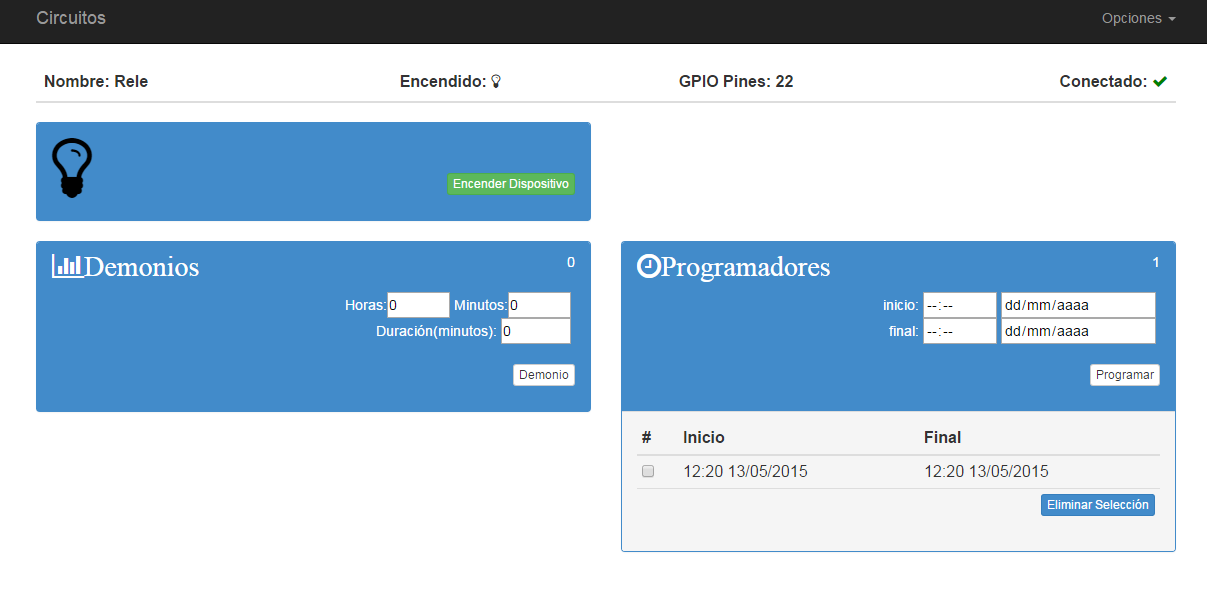 Circuitos Opciones
Nombre: Rele Encendido: GPIO Pines: 22 Conectado:
Encender Dispositivo
Demonios 0
Horas: 0 Minutos: 0
Duración(minutos): 0
Demonio
Programadores 1
inicio: --:-- dd/mm/aaaa
final: --:-- dd/mm/aaaa
Programar
# Inicio Final
12:20 13/05/2015 12:20 13/05/2015
Eliminar Selección